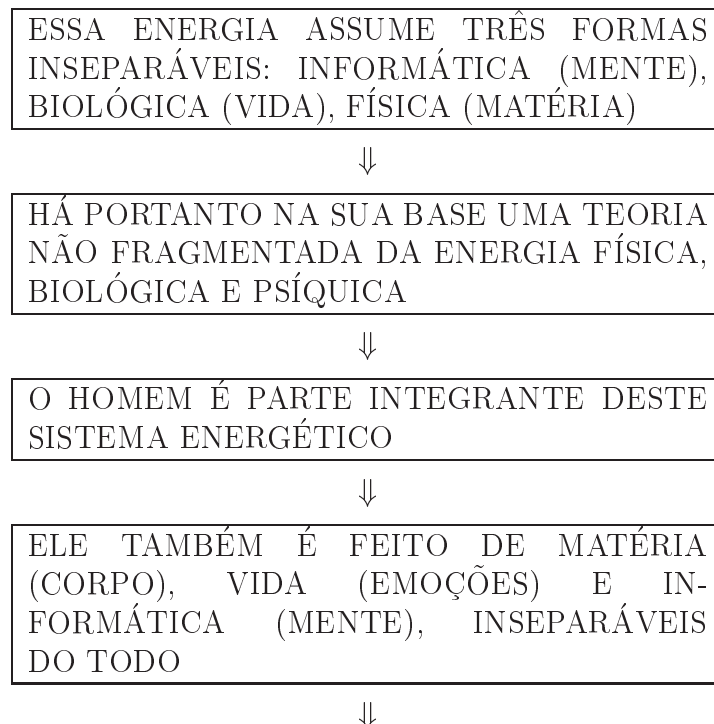 ESSA ENERGIA ASSUME TRÊS FORMAS
INSEPARÁVEIS: INFORMÁTICA (MENTE),
BIOLÓGICA (VIDA), FÍSICA (MATÉRIA)
⇓
HÁ PORTANTO NA SUA BASE UMA TEORIA
NÃO FRAGMENTADA DA ENERGIA FÍSICA,
BIOLÓGICA E PSÍQUICA
⇓
O HOMEM É PARTE INTEGRANTE DESTE
SISTEMA ENERGÉTICO
⇓
ELE TAMBÉM É FEITO DE MATÉRIA
(CORPO), VIDA (EMOÇÕES) E IN-
FORMÁTICA (MENTE), INSEPARÁVEIS
DO TODO
⇓